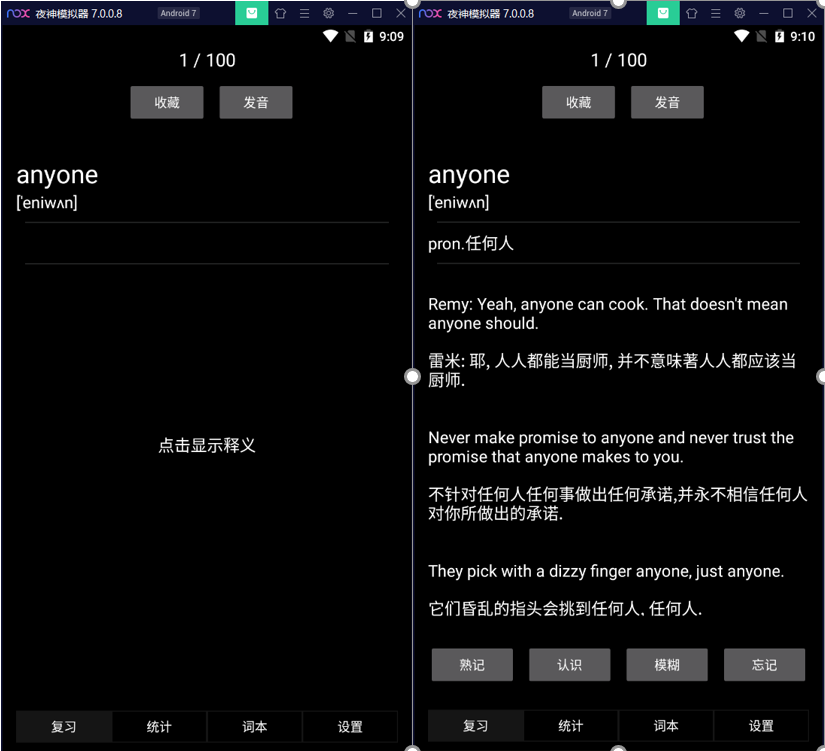 nox 夜神模拟器 7.0.0.8 Android 7
9:09
1 / 100
收藏 发音
anyone
['eniwʌn]
点击显示释义
复习 统计 词本 设置
nox 夜神模拟器 7.0.0.8 Android 7
9:10
1 / 100
收藏 发音
anyone
['eniwʌn]
pron.任何人
Remy: Yeah, anyone can cook. That doesn't mean
anyone should.
雷米: 耶, 人人都能当厨师, 并不意味著人人都应该当
厨师.
Never make promise to anyone and never trust the
promise that anyone makes to you.
不针对任何人任何事做出任何承诺,并永不相信任何人
对你所做出的承诺.
They pick with a dizzy finger anyone, just anyone.
它们昏乱的指头会挑到任何人. 任何人.
熟记 认识 模糊 忘记
复习 统计 词本 设置